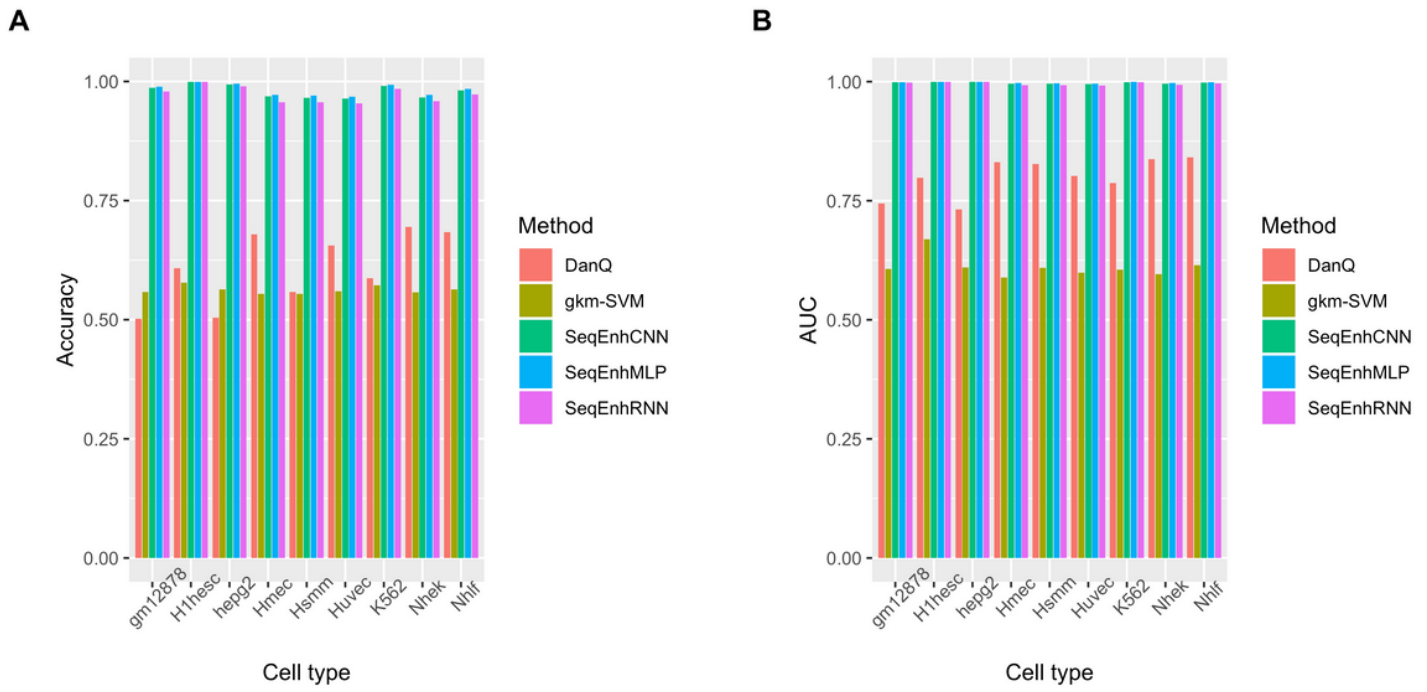 A
Accuracy
1.00
0.75
0.50
0.25
0.00
gm12878
H1hesc
hepg2
Hmec
Hsmm
Huvec
K562
Nhek
Nhlf
Cell type
Method
DanQ
gkm-SVM
SeqEnhCNN
SeqEnhMLP
SeqEnhRNN
B
AUC
1.00
0.75
0.50
0.25
0.00
gm12878
H1hesc
hepg2
Hmec
Hsmm
Huvec
K562
Nhek
Nhlf
Cell type
Method
DanQ
gkm-SVM
SeqEnhCNN
SeqEnhMLP
SeqEnhRNN